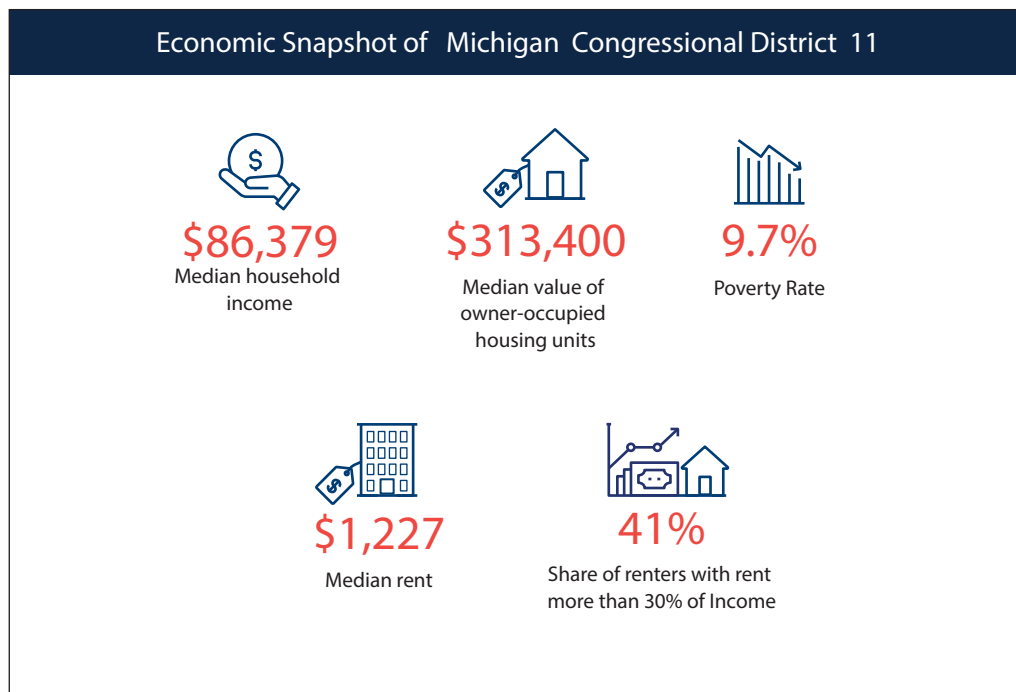 Economic Snapshot of Michigan Congressional District 11
$
$
$86,379
Median household
income
$313,400
Median value of
owner-occupied
housing units
9.7%
Poverty Rate
$
$1,227
Median rent
41%
Share of renters with rent
more than 30% of Income